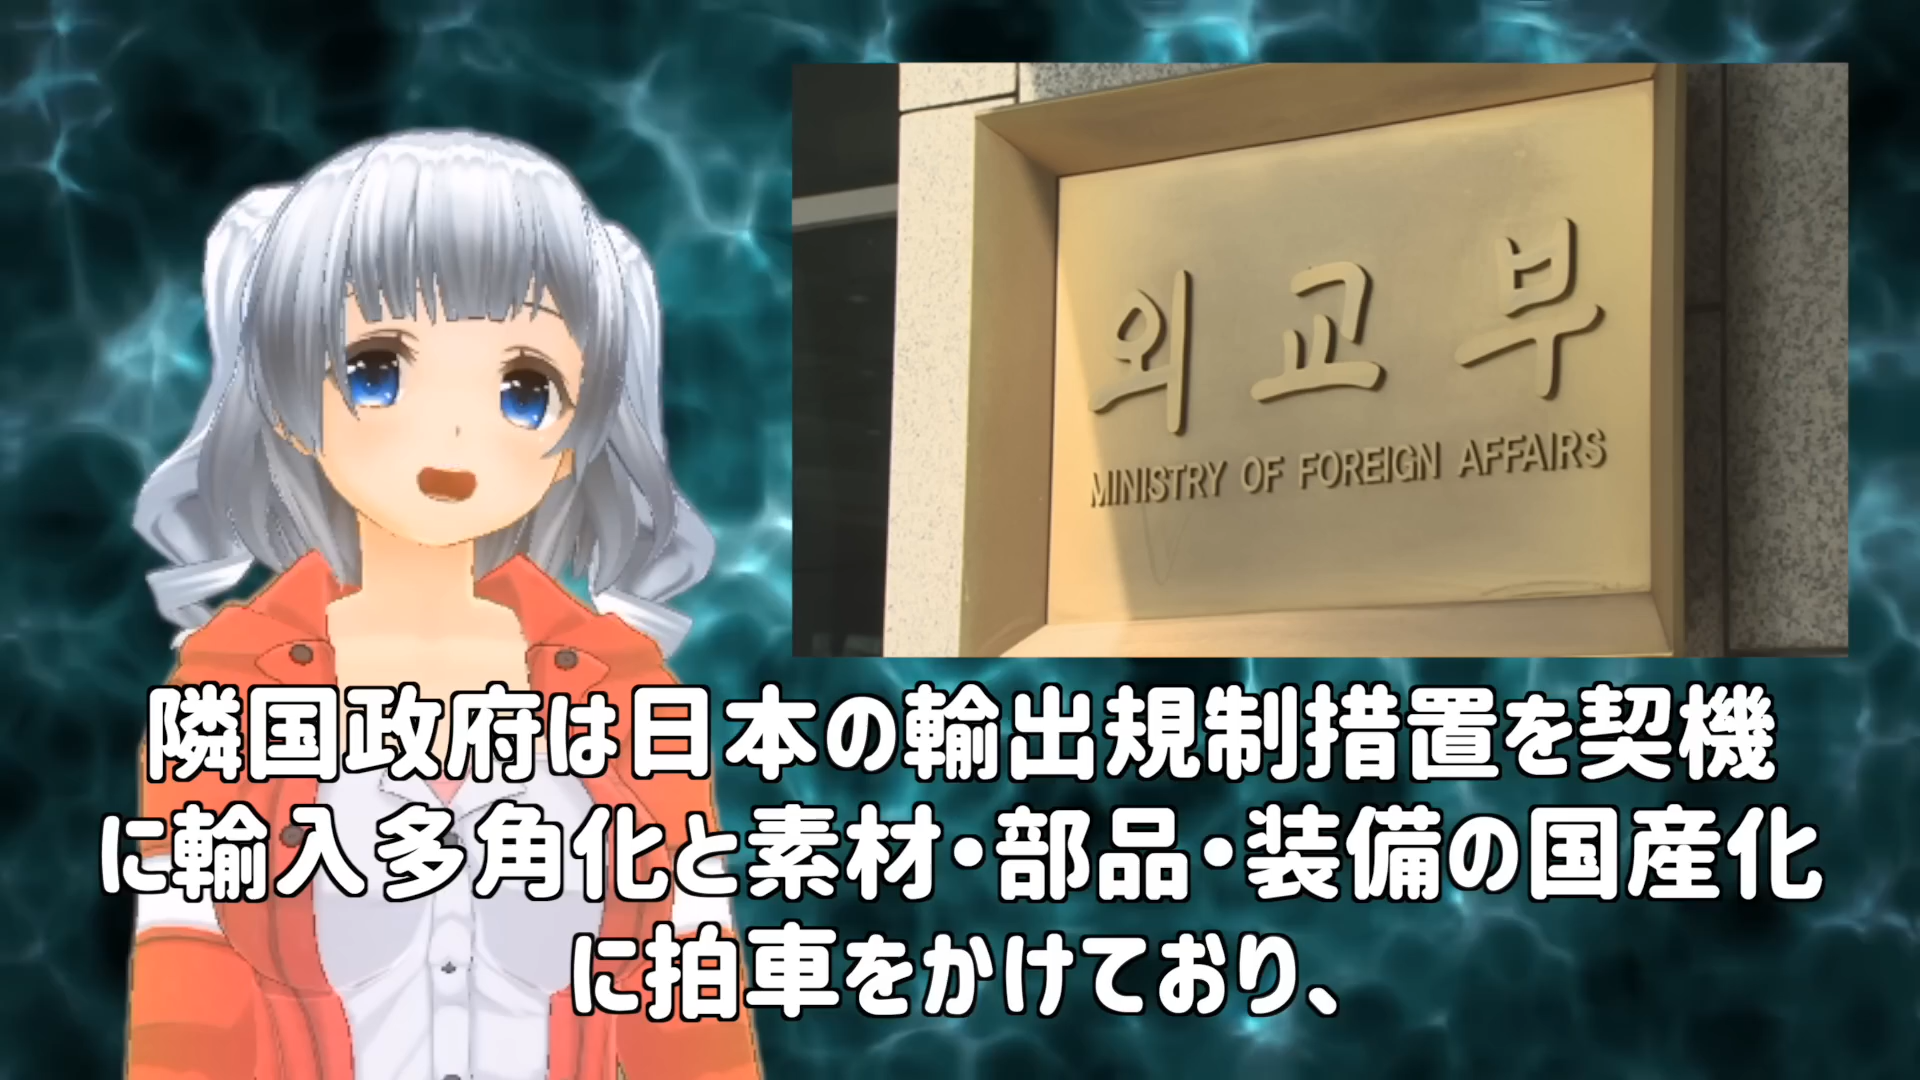 외교부
MINISTRY OF FOREIGN AFFAIRS
隣国政府は日本の輸出規制措置を契機
に輸入多角化と素材・部品・装備の国産化
に拍車をかけており、